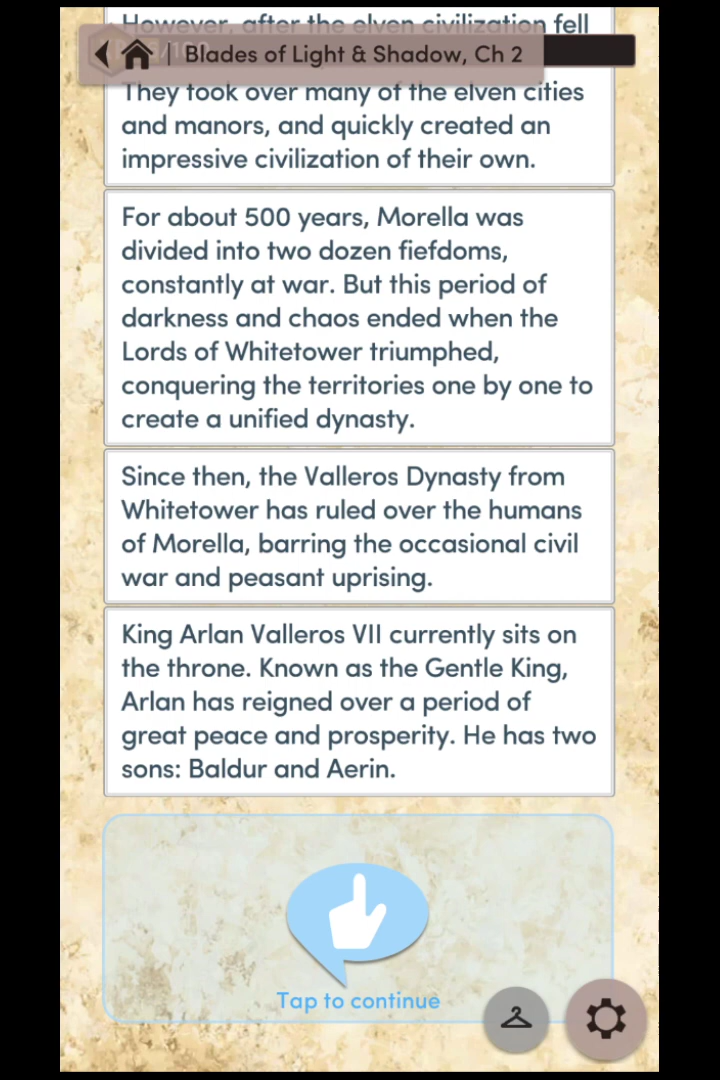 However, after the elven civilization fell
| Blades of Light & Shadow, Ch 2
They took over many of the elven cities
and manors, and quickly created an
impressive civilization of their own.
For about 500 years, Morella was
divided into two dozen fiefdoms,
constantly at war. But this period of
darkness and chaos ended when the
Lords of Whitetower triumphed,
conquering the territories one by one to
create a unified dynasty.
Since then, the Valleros Dynasty from
Whitetower has ruled over the humans
of Morella, barring the occasional civil
war and peasant uprising.
King Arlan Valleros VII currently sits on
the throne. Known as the Gentle King,
Arlan has reigned over a period of
great peace and prosperity. He has two
sons: Baldur and Aerin.
Tap to continue